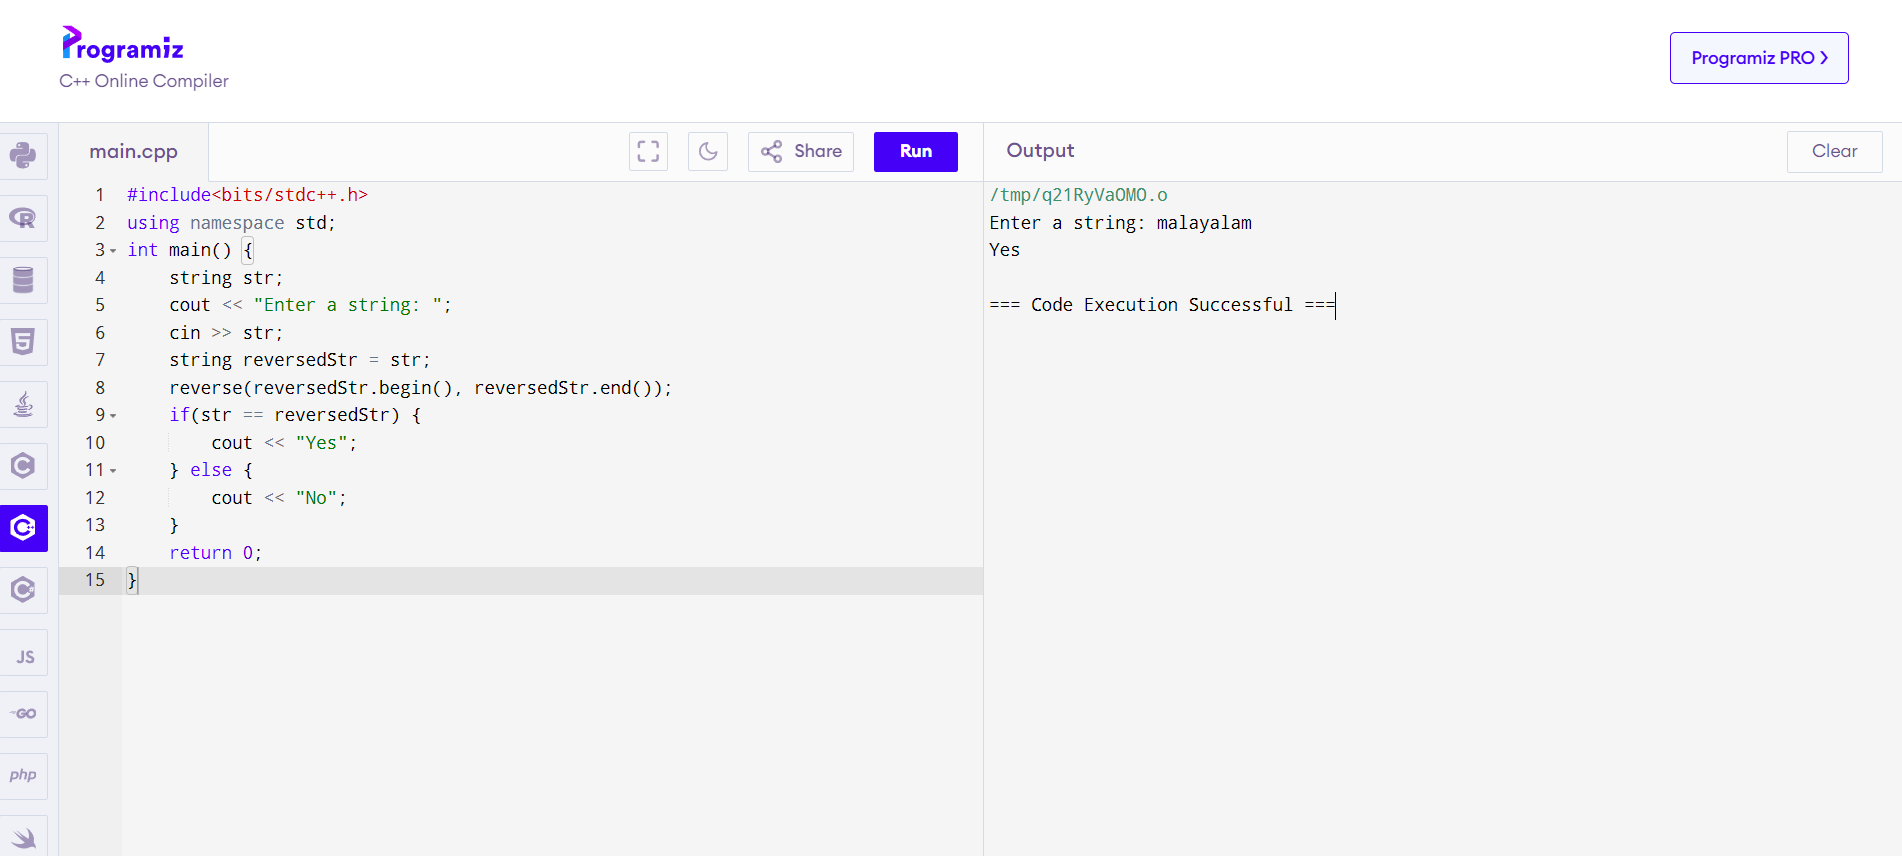 Programiz
C++ Online Compiler
Programiz PRO
main.cpp
Share
Run
Output
Clear
1 #include<bits/stdc++.h>
2 using namespace std;
3 int main() {
4     string str;
5     cout << "Enter a string: ";
6     cin >> str;
7     string reversedStr = str;
8     reverse(reversedStr.begin(), reversedStr.end());
9     if(str == reversedStr) {
10         cout << "Yes";
11     } else {
12         cout << "No";
13     }
14     return 0;
15 }
/tmp/q21RyVaOMO.o
Enter a string: malayalam
Yes
=== Code Execution Successful ===
R
5
C
C++
C#
JS
GO
php